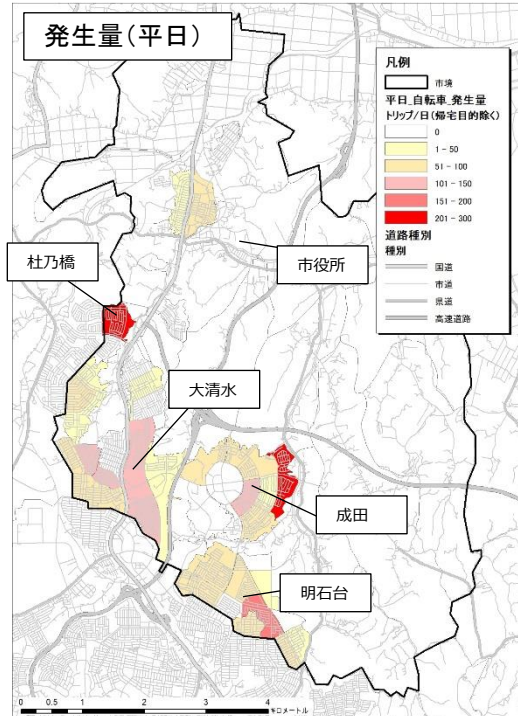 発生量(平日)
凡例
市境
平日_自転車_発生量
トリップ/日(帰宅目的除く)
0
1 - 50
51 - 100
101 - 150
151 - 200
201 - 300
道路種別
種別
国道
市道
県道
高速道路
市役所
杜乃橋
大清水
成田
明石台
0 0.5 1 2 3 4
キロメートル